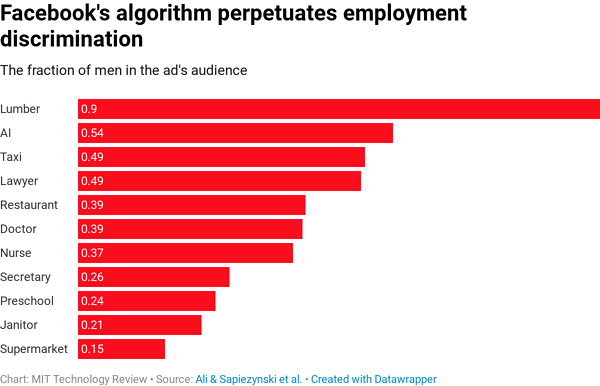 Facebook's algorithm perpetuates employment
discrimination
The fraction of men in the ad's audience
Lumber 0.9
AI 0.54
Taxi 0.49
Lawyer 0.49
Restaurant 0.39
Doctor 0.39
Nurse 0.37
Secretary 0.26
Preschool 0.24
Janitor 0.21
Supermarket 0.15
Chart: MIT Technology Review • Source: Ali & Sapiezynski et al. • Created with Datawrapper